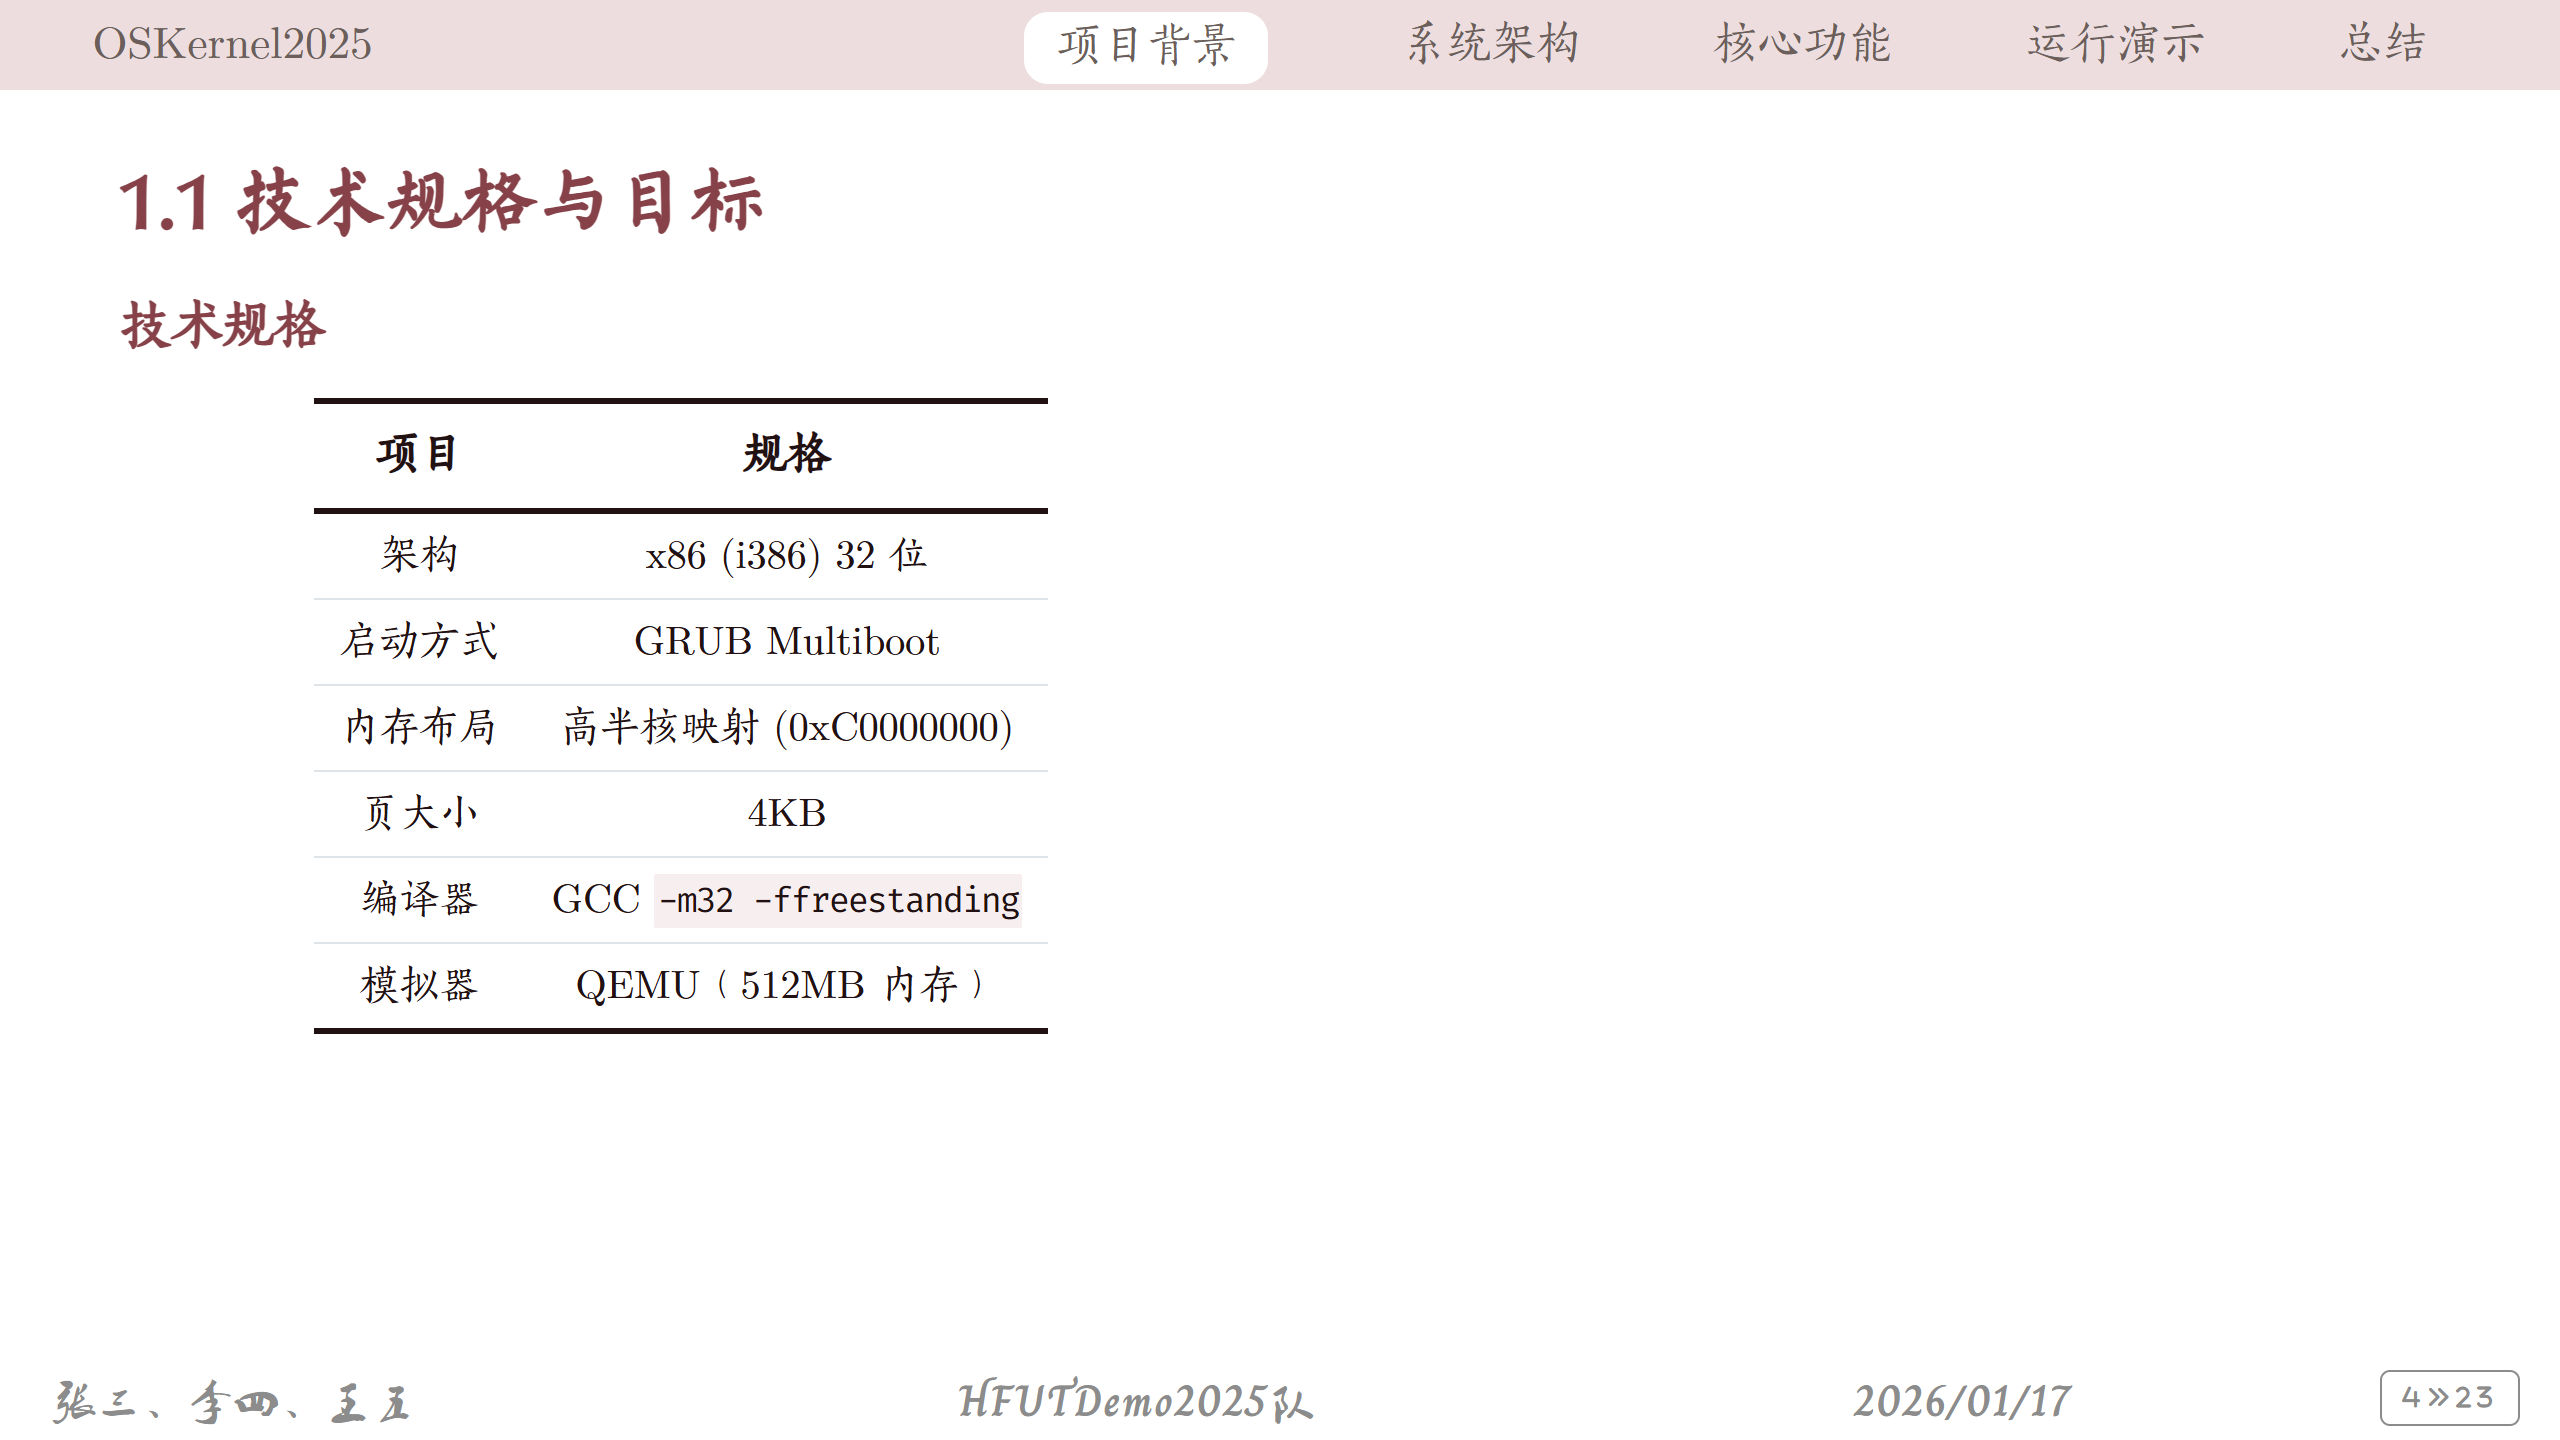 OSKernel2025 项目背景 系统架构 核心功能 运行演示 总结
1.1 技术规格与目标
技术规格
项目 规格
架构 x86 (i386) 32 位
启动方式 GRUB Multiboot
内存布局 高半核映射 (0xC0000000)
页大小 4KB
编译器 GCC -m32 -ffreestanding
模拟器 QEMU（512MB 内存）
张三、李四、王五 HFUTDemo2025队 2026/01/17 4»23